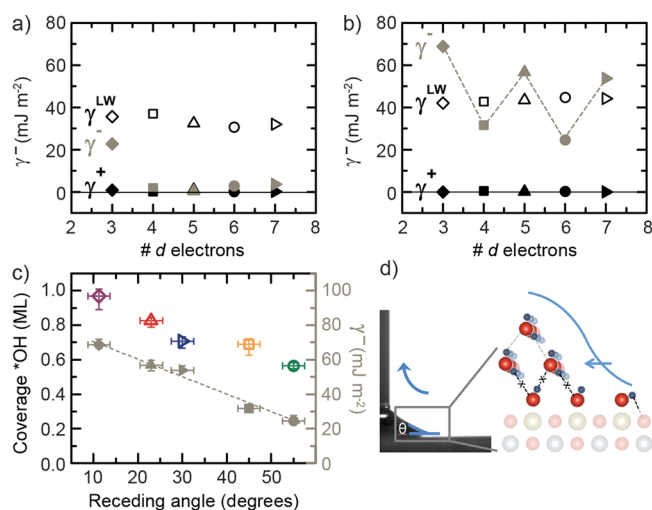 a)
γ⁻ (mJ m⁻²)
80
60
40
20
0
γᴸᵂ
γ⁻
γ⁺
2 3 4 5 6 7 8
# d electrons
b)
γ⁻ (mJ m⁻²)
80
60
40
20
0
γ⁻
γᴸᵂ
γ⁺
2 3 4 5 6 7 8
# d electrons
c)
Coverage *OH (ML)
1.0
0.8
0.6
0.4
0.2
0.0
100
80
60
40
20
0
γ⁻ (mJ m⁻²)
10 20 30 40 50
Receding angle (degrees)
d)
θ